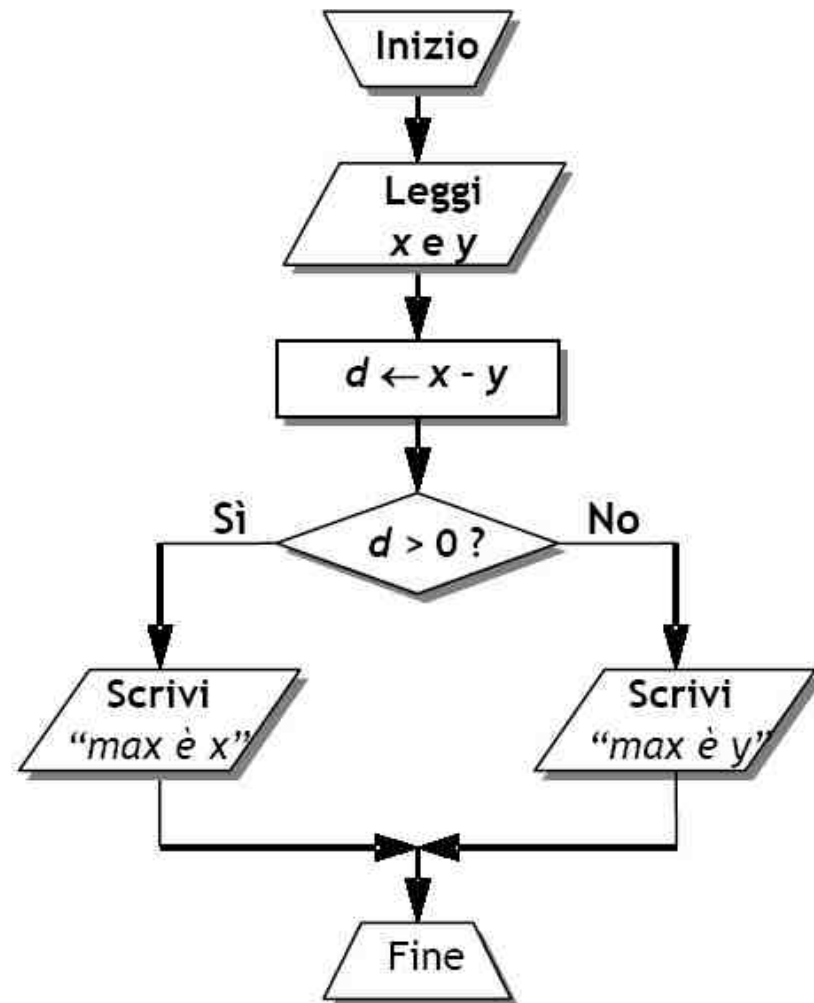 Inizio
Leggi
x e y
d ← x - y
d > 0 ?
Sì
No
Scrivi
“max è x”
Scrivi
“max è y”
Fine